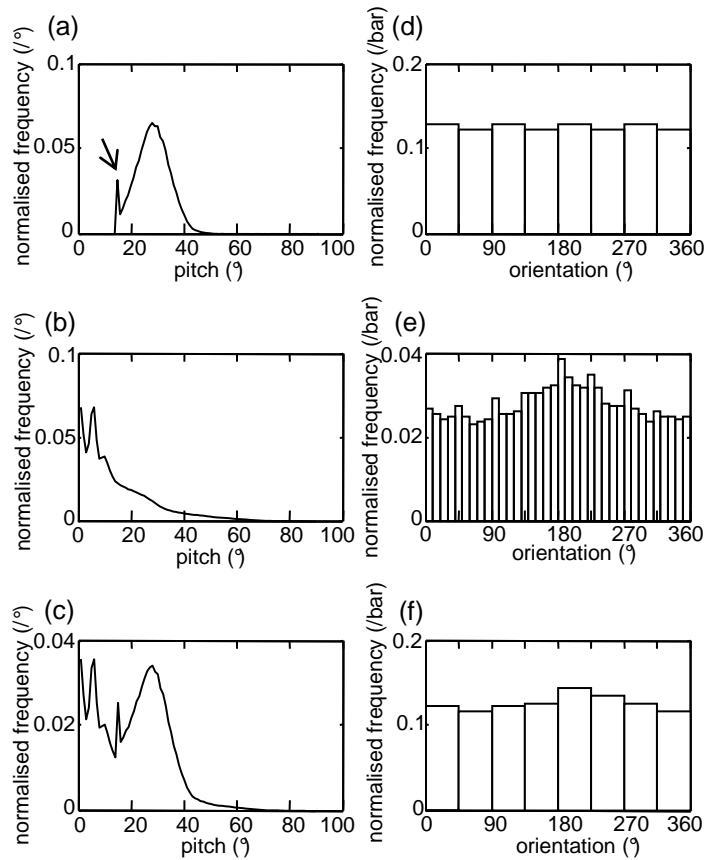 (a)
normalised frequency (/°)
0.1
0.05
0
0 20 40 60 80 100
pitch (°)
(d)
normalised frequency (/bar)
0.2
0.1
0
0 90 180 270 360
orientation (°)
(b)
normalised frequency (/°)
0.1
0.05
0
0 20 40 60 80 100
pitch (°)
(e)
normalised frequency (/bar)
0.04
0.02
0
0 90 180 270 360
orientation (°)
(c)
normalised frequency (/°)
0.04
0.02
0
0 20 40 60 80 100
pitch (°)
(f)
normalised frequency (/bar)
0.2
0.1
0
0 90 180 270 360
orientation (°)